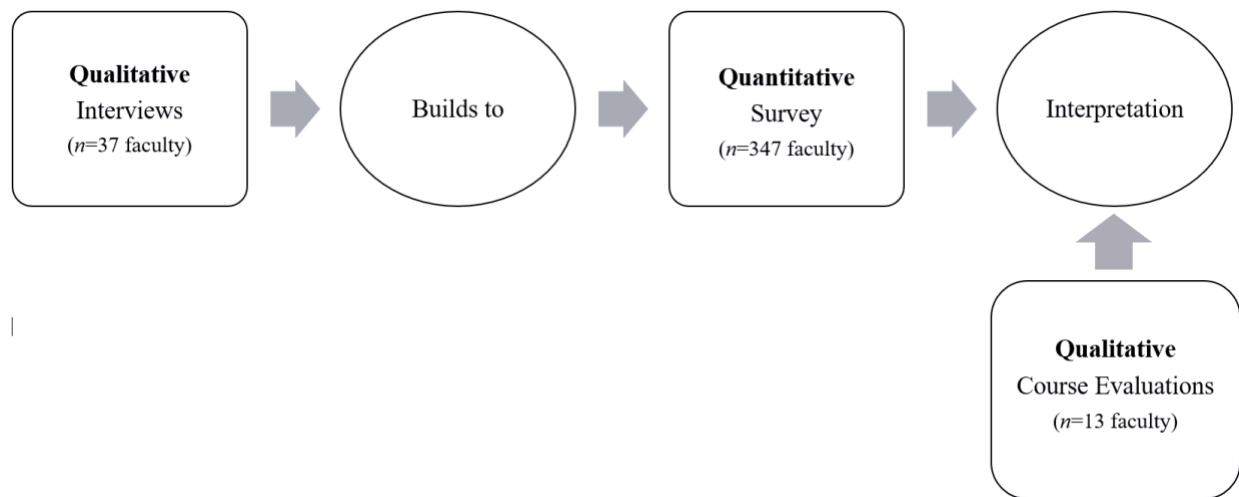 Qualitative
Interviews
(n=37 faculty)
Builds to
Quantitative
Survey
(n=347 faculty)
Interpretation
Qualitative
Course Evaluations
(n=13 faculty)